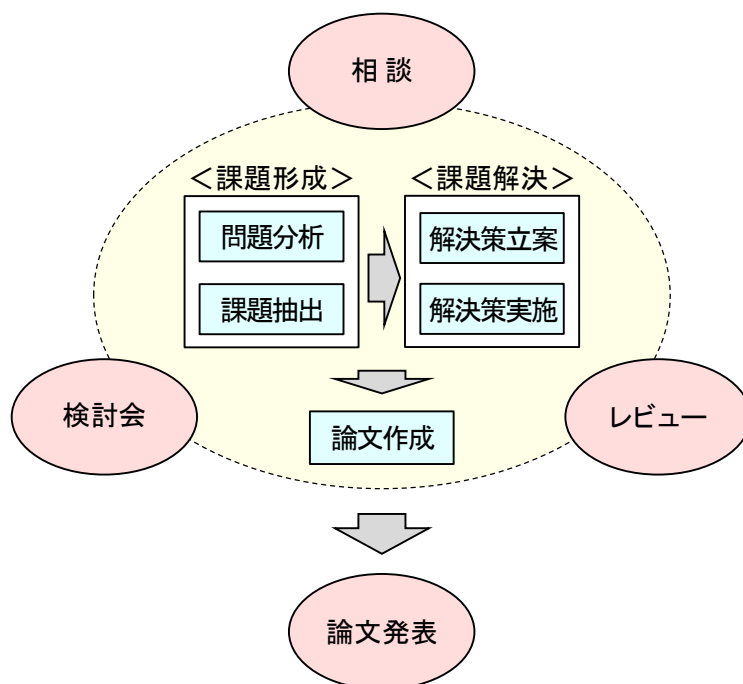 相 談
＜課題形成＞
＜課題解決＞
問題分析
課題抽出
解決策立案
解決策実施
検討会
論文作成
レビュー
論文発表